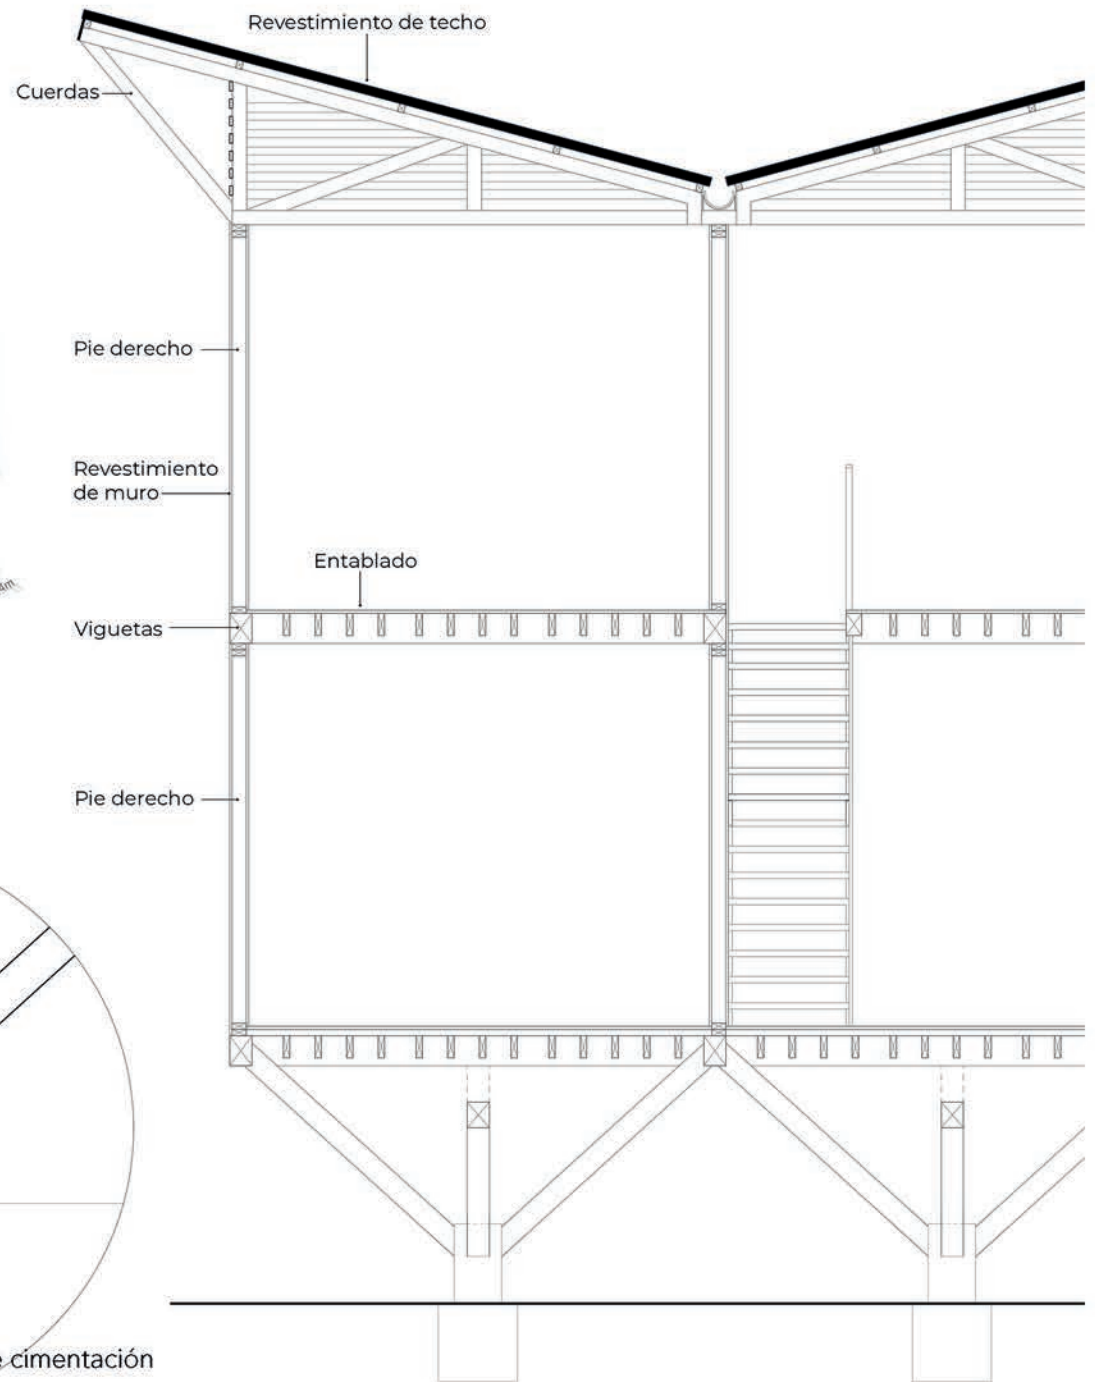 Revestimiento de techo
Cuerdas
Pie derecho
Revestimiento
de muro
Entablado
Viguetas
Pie derecho
cimentación